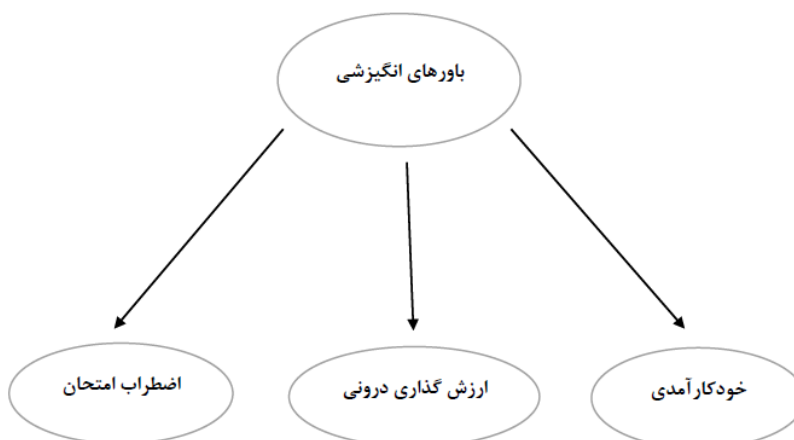 باورهای انگیزشی
خودکارآمدی
ارزش گذاری درونی
اضطراب امتحان